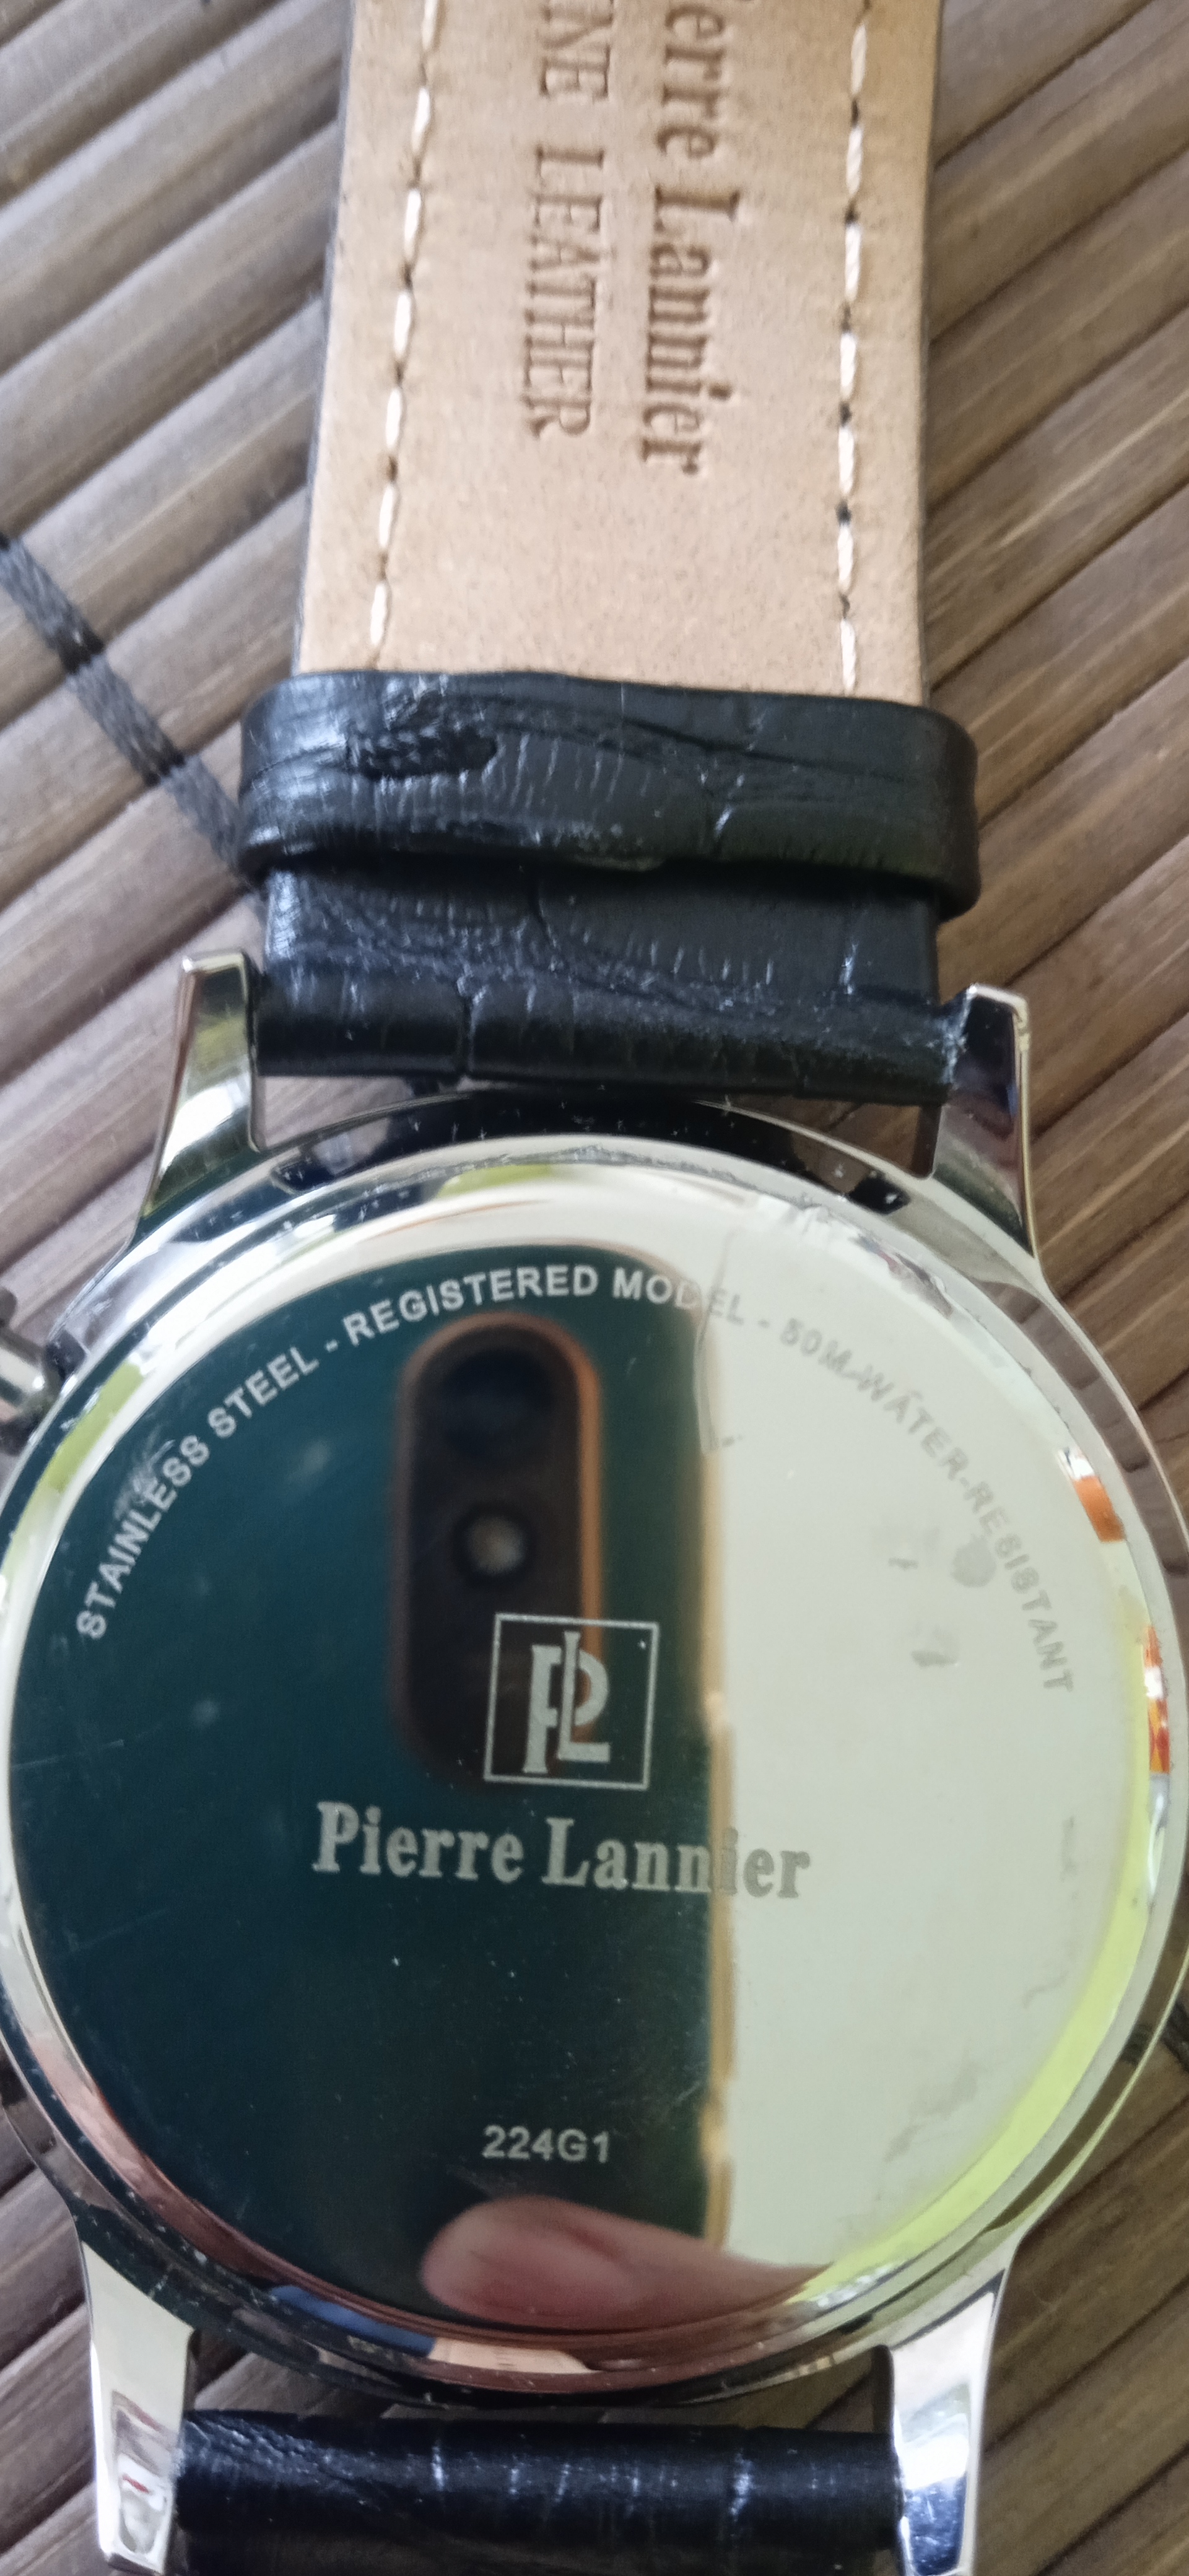 Pierre Lannier
LEATHER
STAINLESS STEEL - REGISTERED MODEL - 50M-WATER-RESISTANT
PL
Pierre Lannier
224G1